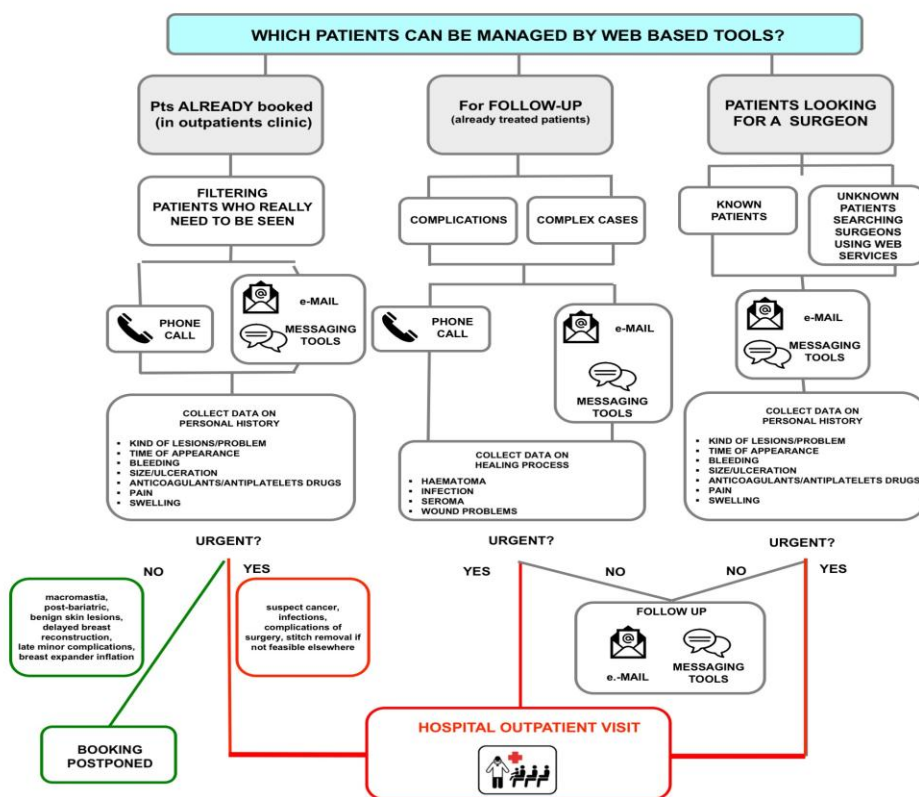 WHICH PATIENTS CAN BE MANAGED BY WEB BASED TOOLS?
Pts ALREADY booked
(in outpatients clinic)
For FOLLOW-UP
(already treated patients)
PATIENTS LOOKING
FOR A SURGEON
FILTERING
PATIENTS WHO REALLY
NEED TO BE SEEN
COMPLICATIONS
COMPLEX CASES
KNOWN
PATIENTS
UNKNOWN
PATIENTS
SEARCHING
SURGEONS
USING WEB
SERVICES
PHONE
CALL
@
e-MAIL
MESSAGING
TOOLS
PHONE
CALL
@
e-MAIL
MESSAGING
TOOLS
@
e-MAIL
MESSAGING
TOOLS
COLLECT DATA ON
PERSONAL HISTORY
▪ KIND OF LESIONS/PROBLEM
▪ TIME OF APPEARANCE
▪ BLEEDING
▪ SIZE/ULCERATION
▪ ANTICOAGULANTS/ANTIPLATELETS DRUGS
▪ PAIN
▪ SWELLING
COLLECT DATA ON
HEALING PROCESS
▪ HAEMATOMA
▪ INFECTION
▪ SEROMA
▪ WOUND PROBLEMS
COLLECT DATA ON
PERSONAL HISTORY
▪ KIND OF LESIONS/PROBLEM
▪ TIME OF APPEARANCE
▪ BLEEDING
▪ SIZE/ULCERATION
▪ ANTICOAGULANTS/ANTIPLATELETS DRUGS
▪ PAIN
▪ SWELLING
URGENT?
NO
YES
URGENT?
YES
NO
URGENT?
NO
YES
macromastia,
post-bariatric,
benign skin lesions,
delayed breast
reconstruction,
late minor complications,
breast expander inflation
suspect cancer,
infections,
complications of
surgery, stitch removal if
not feasible elsewhere
FOLLOW UP
@
e.-MAIL
MESSAGING
TOOLS
BOOKING
POSTPONED
HOSPITAL OUTPATIENT VISIT